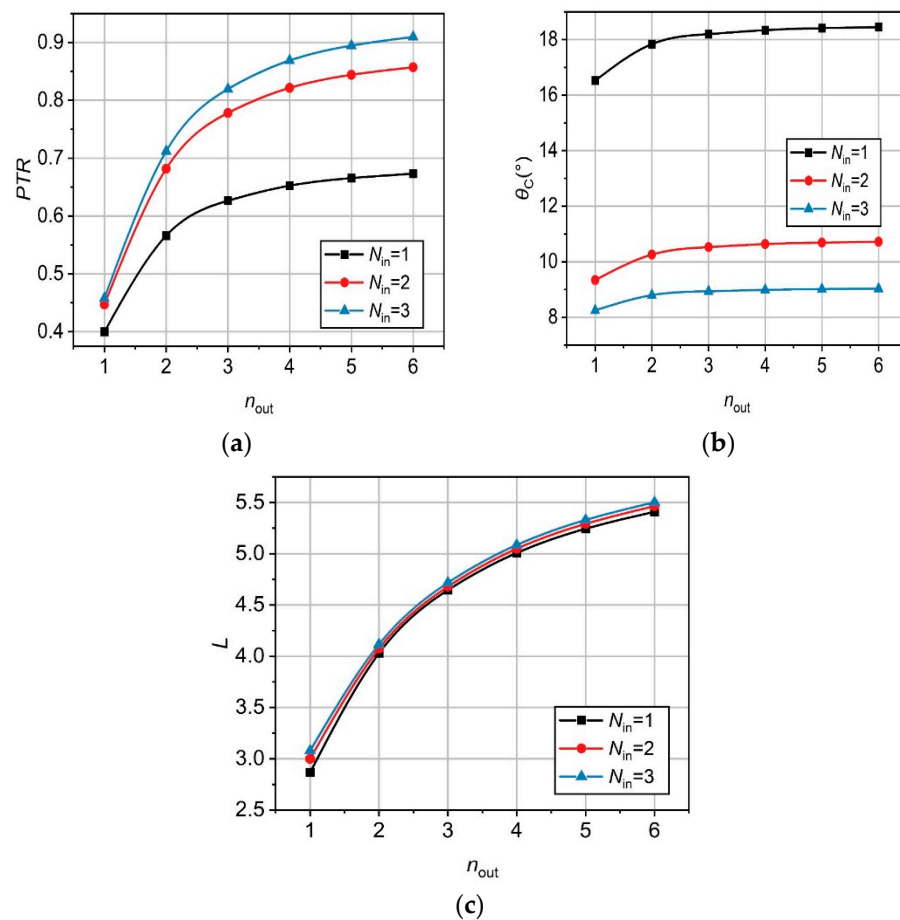 0.9
0.8
0.7
0.6
0.5
0.4
PTR
N_in=1
N_in=2
N_in=3
1 2 3 4 5 6
n_out
(a)
18
16
14
12
10
8
θ_C(°)
N_in=1
N_in=2
N_in=3
1 2 3 4 5 6
n_out
(b)
5.5
5.0
4.5
4.0
3.5
3.0
2.5
L
N_in=1
N_in=2
N_in=3
1 2 3 4 5 6
n_out
(c)